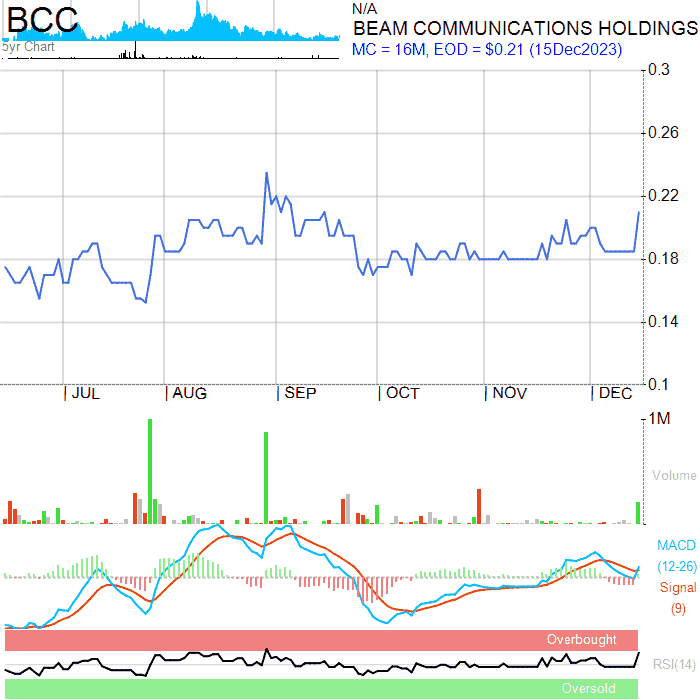 BCC
5yr Chart
N/A
BEAM COMMUNICATIONS HOLDINGS
MC = 16M, EOD = $0.21 (15Dec2023)
0.3
0.26
0.22
0.18
0.14
0.1
JUL AUG SEP OCT NOV DEC
1M
Volume
MACD
(12-26)
Signal
(9)
Overbought
RSI(14)
Oversold